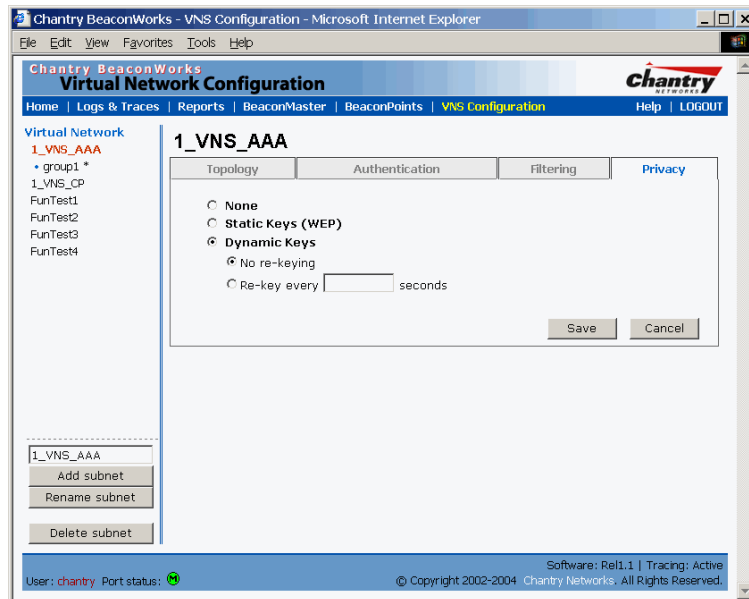 Chantry BeaconWorks - VNS Configuration - Microsoft Internet Explorer
File Edit View Favorites Tools Help
Chantry BeaconWorks
Virtual Network Configuration
chantry
NETWORKS
Home | Logs & Traces | Reports | BeaconMaster | BeaconPoints | VNS Configuration Help | LOGOUT
Virtual Network
1_VNS_AAA
• group1 *
1_VNS_CP
FunTest1
FunTest2
FunTest3
FunTest4
1_VNS_AAA
Topology Authentication Filtering Privacy
None
Static Keys (WEP)
Dynamic Keys
No re-keying
Re-key every seconds
Save Cancel
1_VNS_AAA
Add subnet
Rename subnet
Delete subnet
Software: Rel1.1 | Tracing: Active
User: chantry Port status: M © Copyright 2002-2004 Chantry Networks. All Rights Reserved.